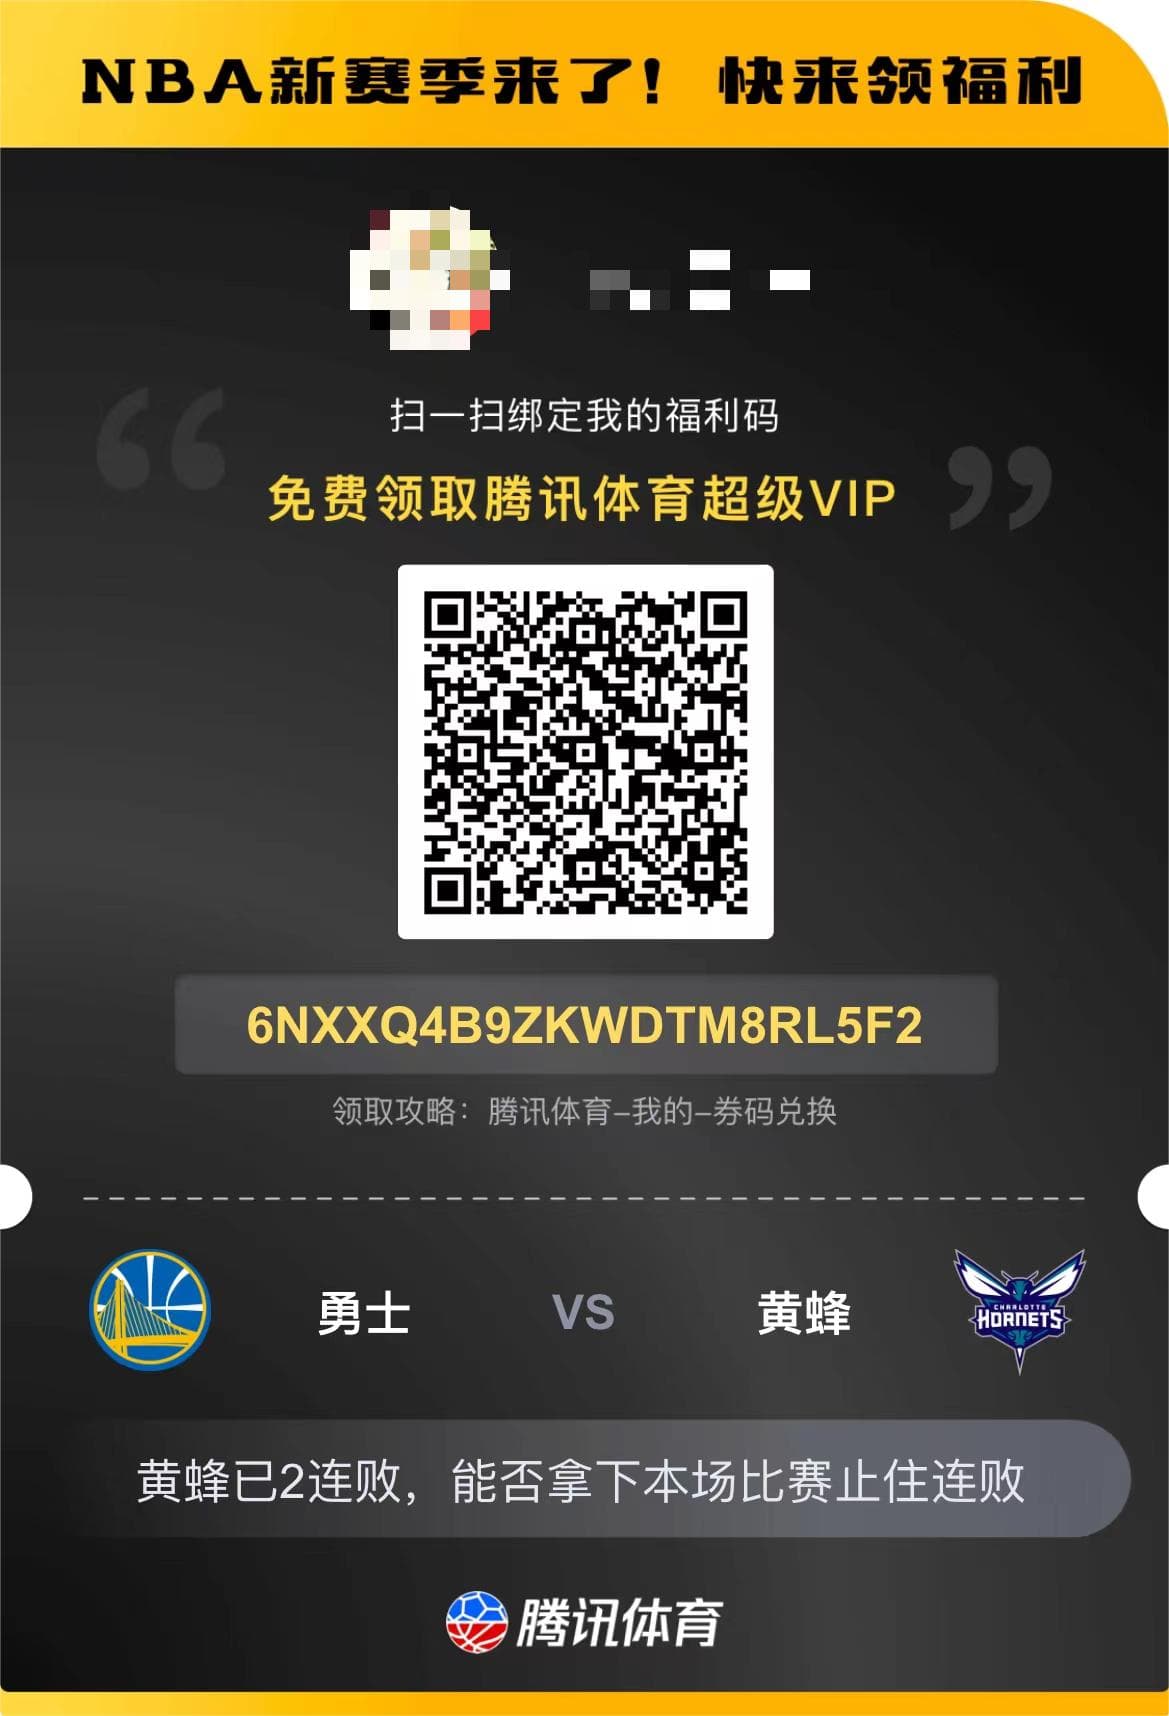 NBA新赛季来了！快来领福利
扫一扫绑定我的福利码
免费领取腾讯体育超级VIP
6NXXQ4B9ZKWDTM8RL5F2
领取攻略：腾讯体育-我的-券码兑换
勇士 VS 黄蜂
CHARLOTTE
HORNETS
黄蜂已2连败，能否拿下本场比赛止住连败
腾讯体育